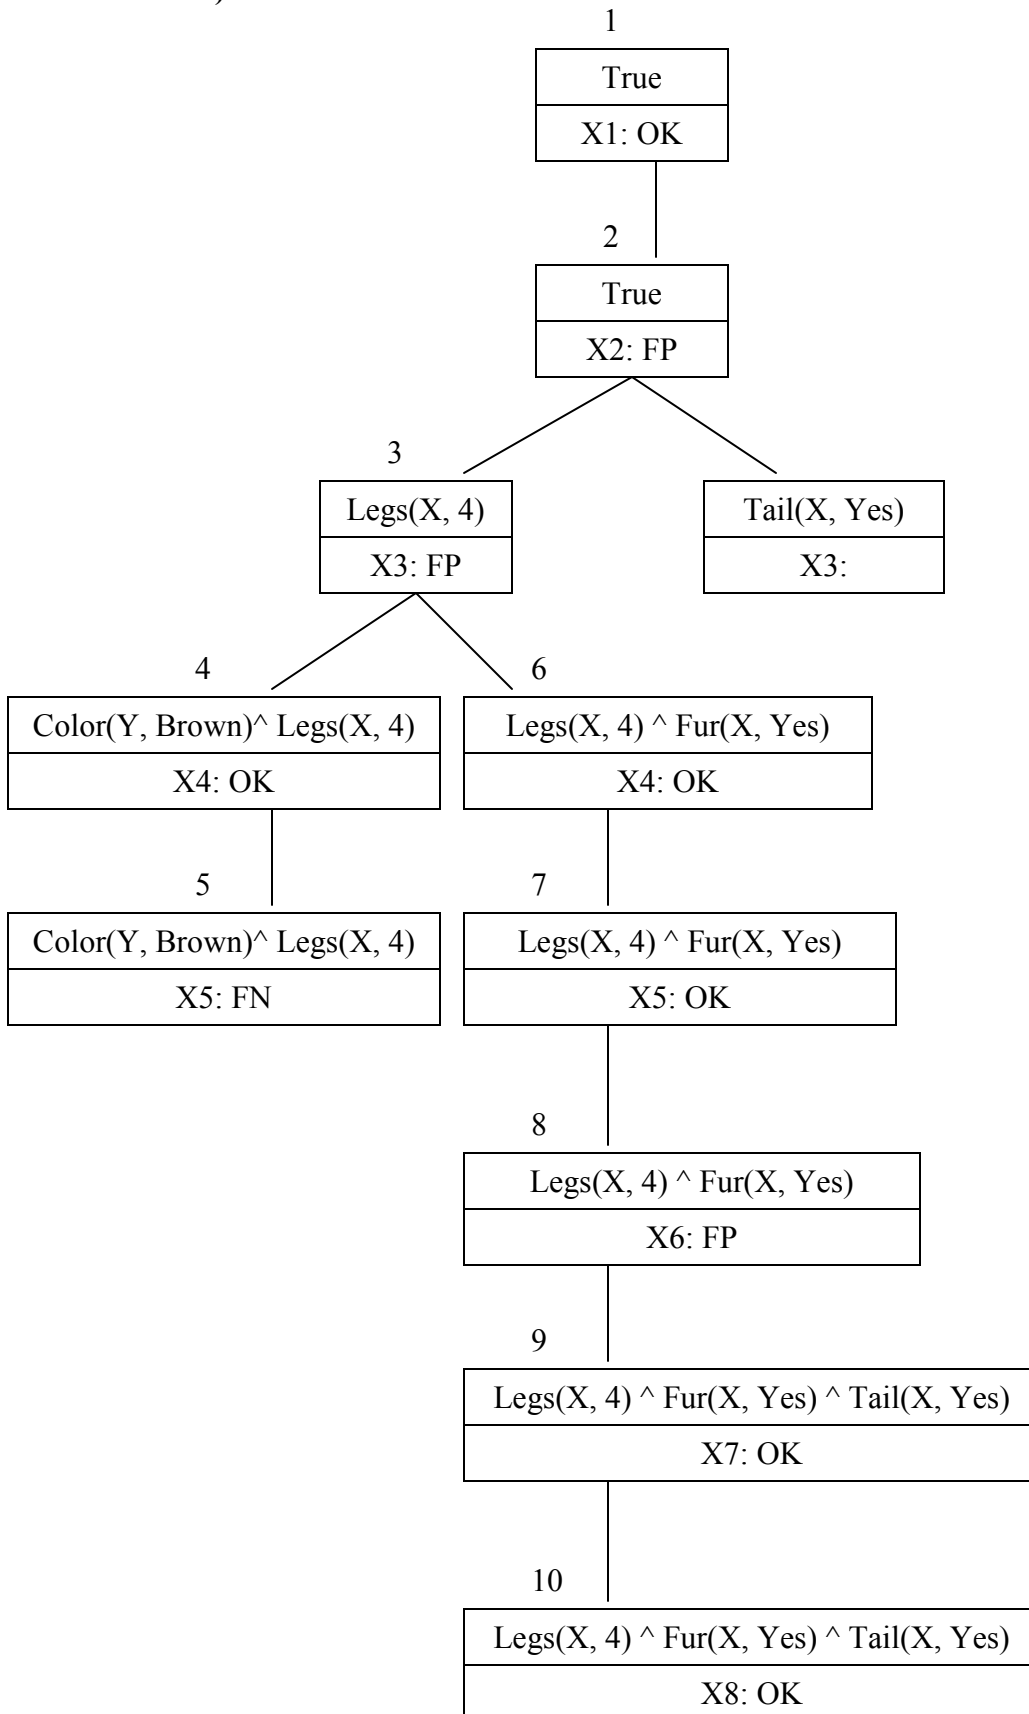 )
1
True
X1: OK
2
True
X2: FP
3
Legs(X, 4)
X3: FP
Tail(X, Yes)
X3:
4
Color(Y, Brown)^ Legs(X, 4)
X4: OK
6
Legs(X, 4) ^ Fur(X, Yes)
X4: OK
5
Color(Y, Brown)^ Legs(X, 4)
X5: FN
7
Legs(X, 4) ^ Fur(X, Yes)
X5: OK
8
Legs(X, 4) ^ Fur(X, Yes)
X6: FP
9
Legs(X, 4) ^ Fur(X, Yes) ^ Tail(X, Yes)
X7: OK
10
Legs(X, 4) ^ Fur(X, Yes) ^ Tail(X, Yes)
X8: OK